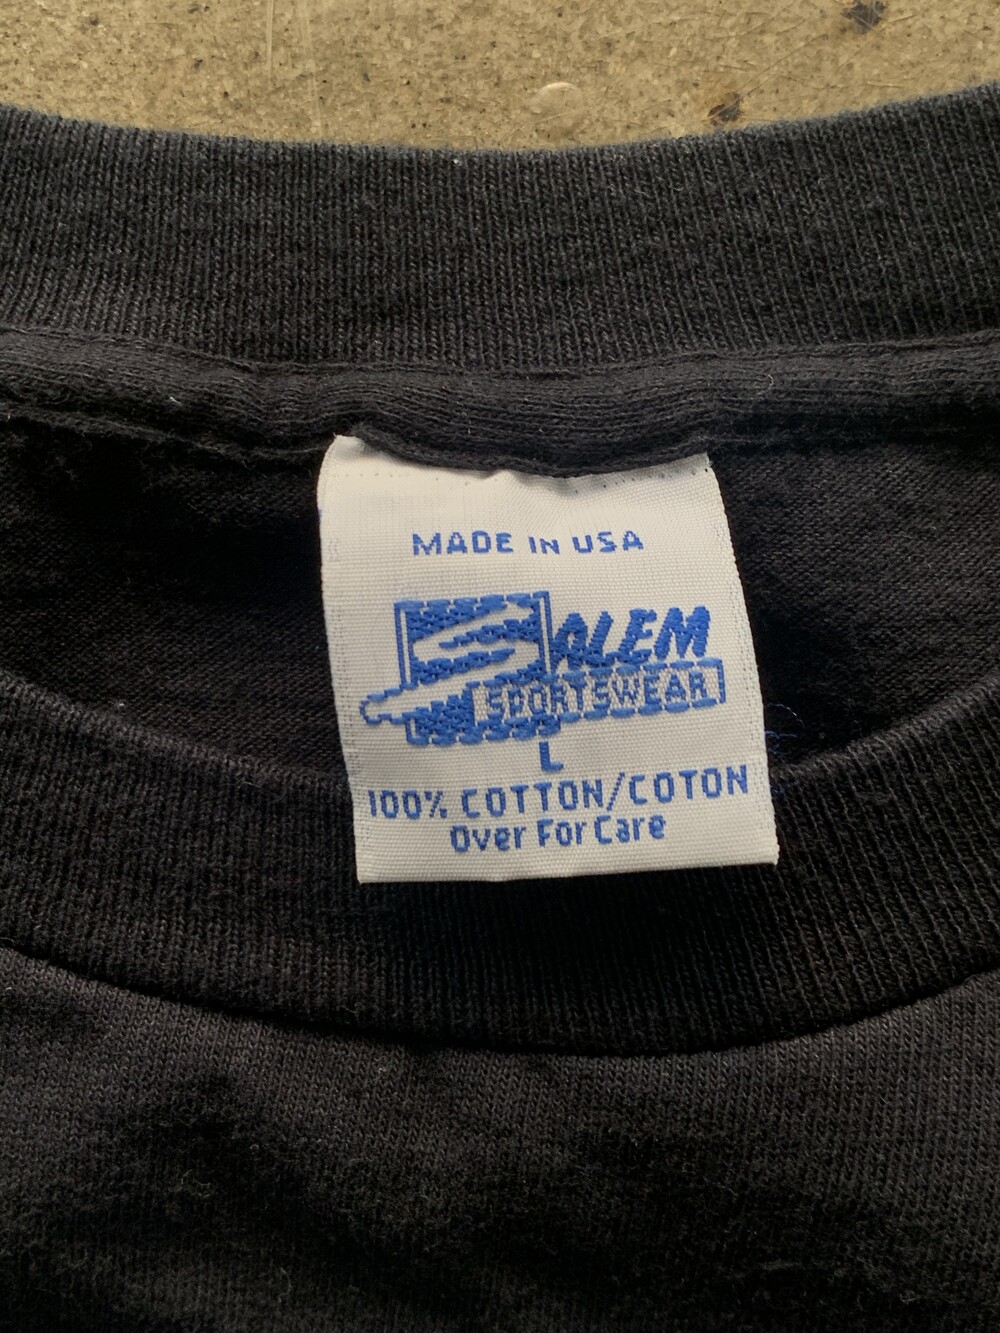 MADE IN USA
SALEM
SPORTSWEAR
L
100% COTTON/COTON
Over For Care